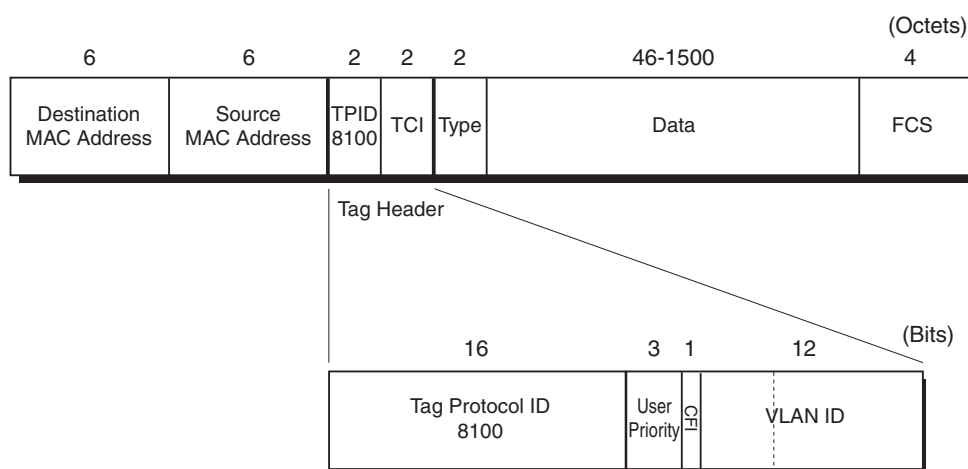 (Octets)
6 6 2 2 2 46-1500 4
Destination
MAC Address
Source
MAC Address
TPID
8100
TCI
Type
Data
FCS
Tag Header
(Bits)
16 3 1 12
Tag Protocol ID
8100
User
Priority
CFI
VLAN ID